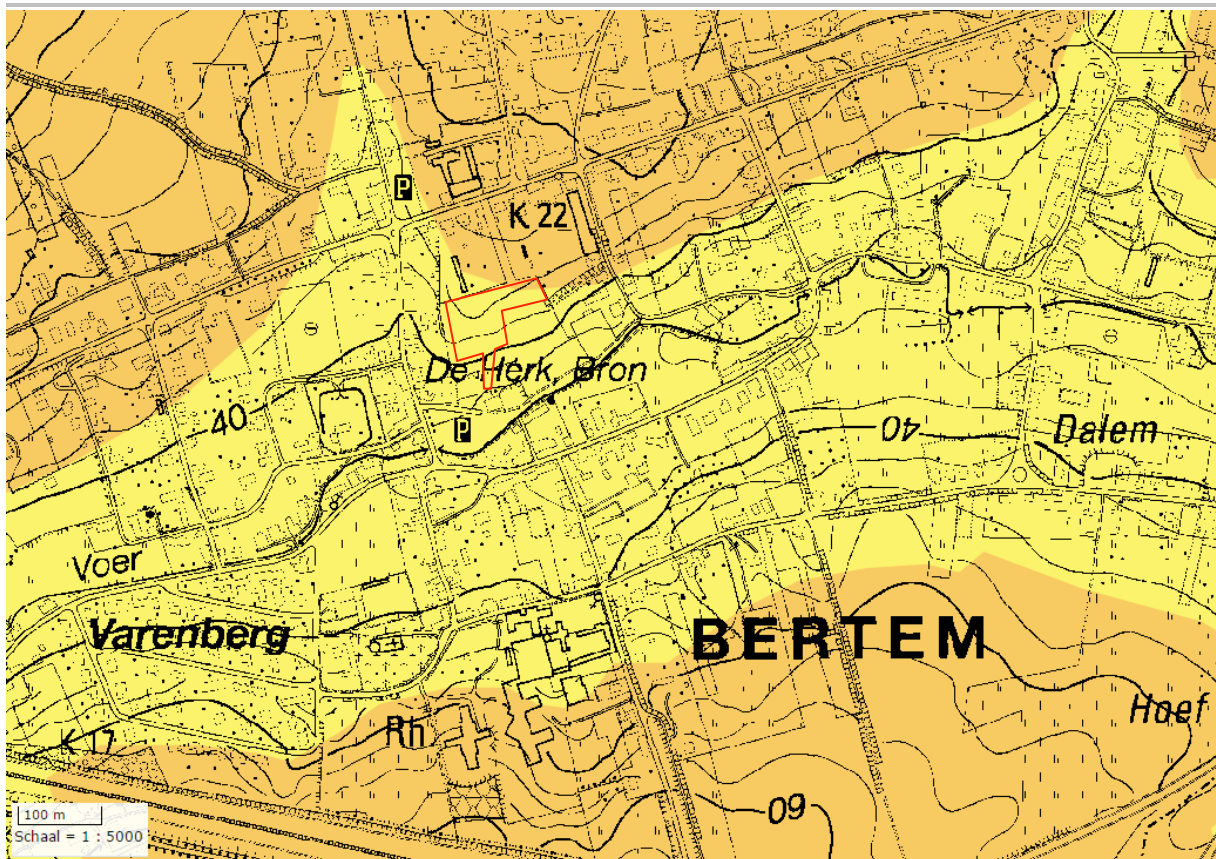 P
K 22
De Herk, Bron
40
P
40
Dalem
Voer
Varenberg
BERTEM
Rh
Hoef
K 17
60
100 m
Schaal = 1 : 5000